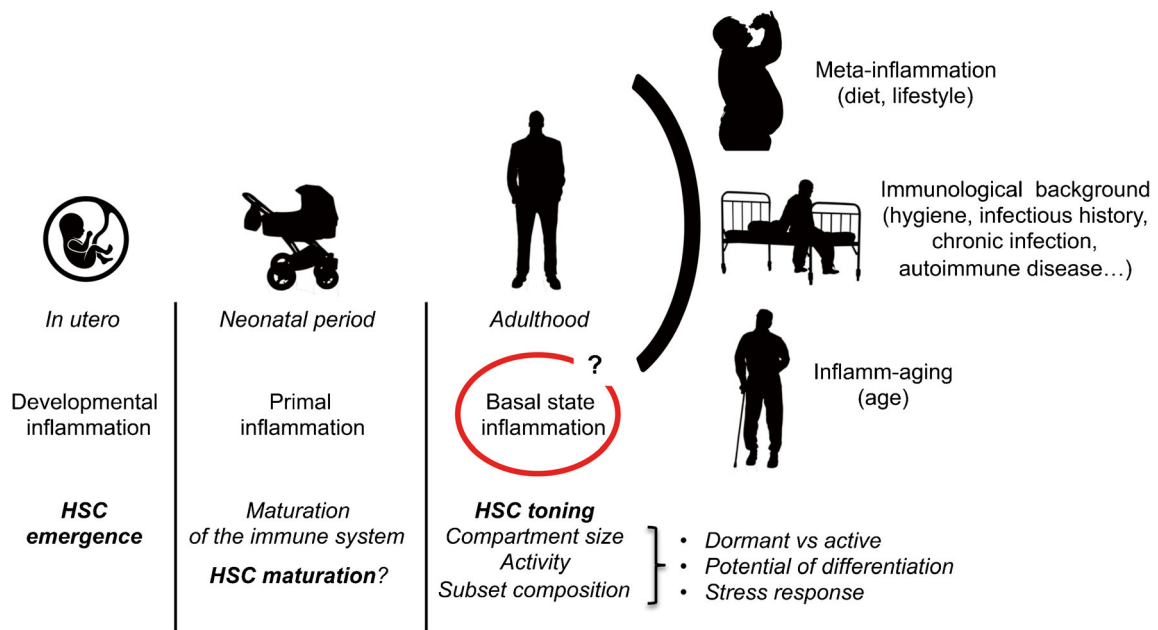 Meta-inflammation
(diet, lifestyle)
Immunological background
(hygiene, infectious history,
chronic infection,
autoimmune disease...)
Inflamm-aging
(age)
In utero
Neonatal period
Adulthood
?
Developmental
inflammation
Primal
inflammation
Basal state
inflammation
HSC
emergence
Maturation
of the immune system
HSC maturation?
HSC toning
Compartment size
Activity
Subset composition
• Dormant vs active
• Potential of differentiation
• Stress response